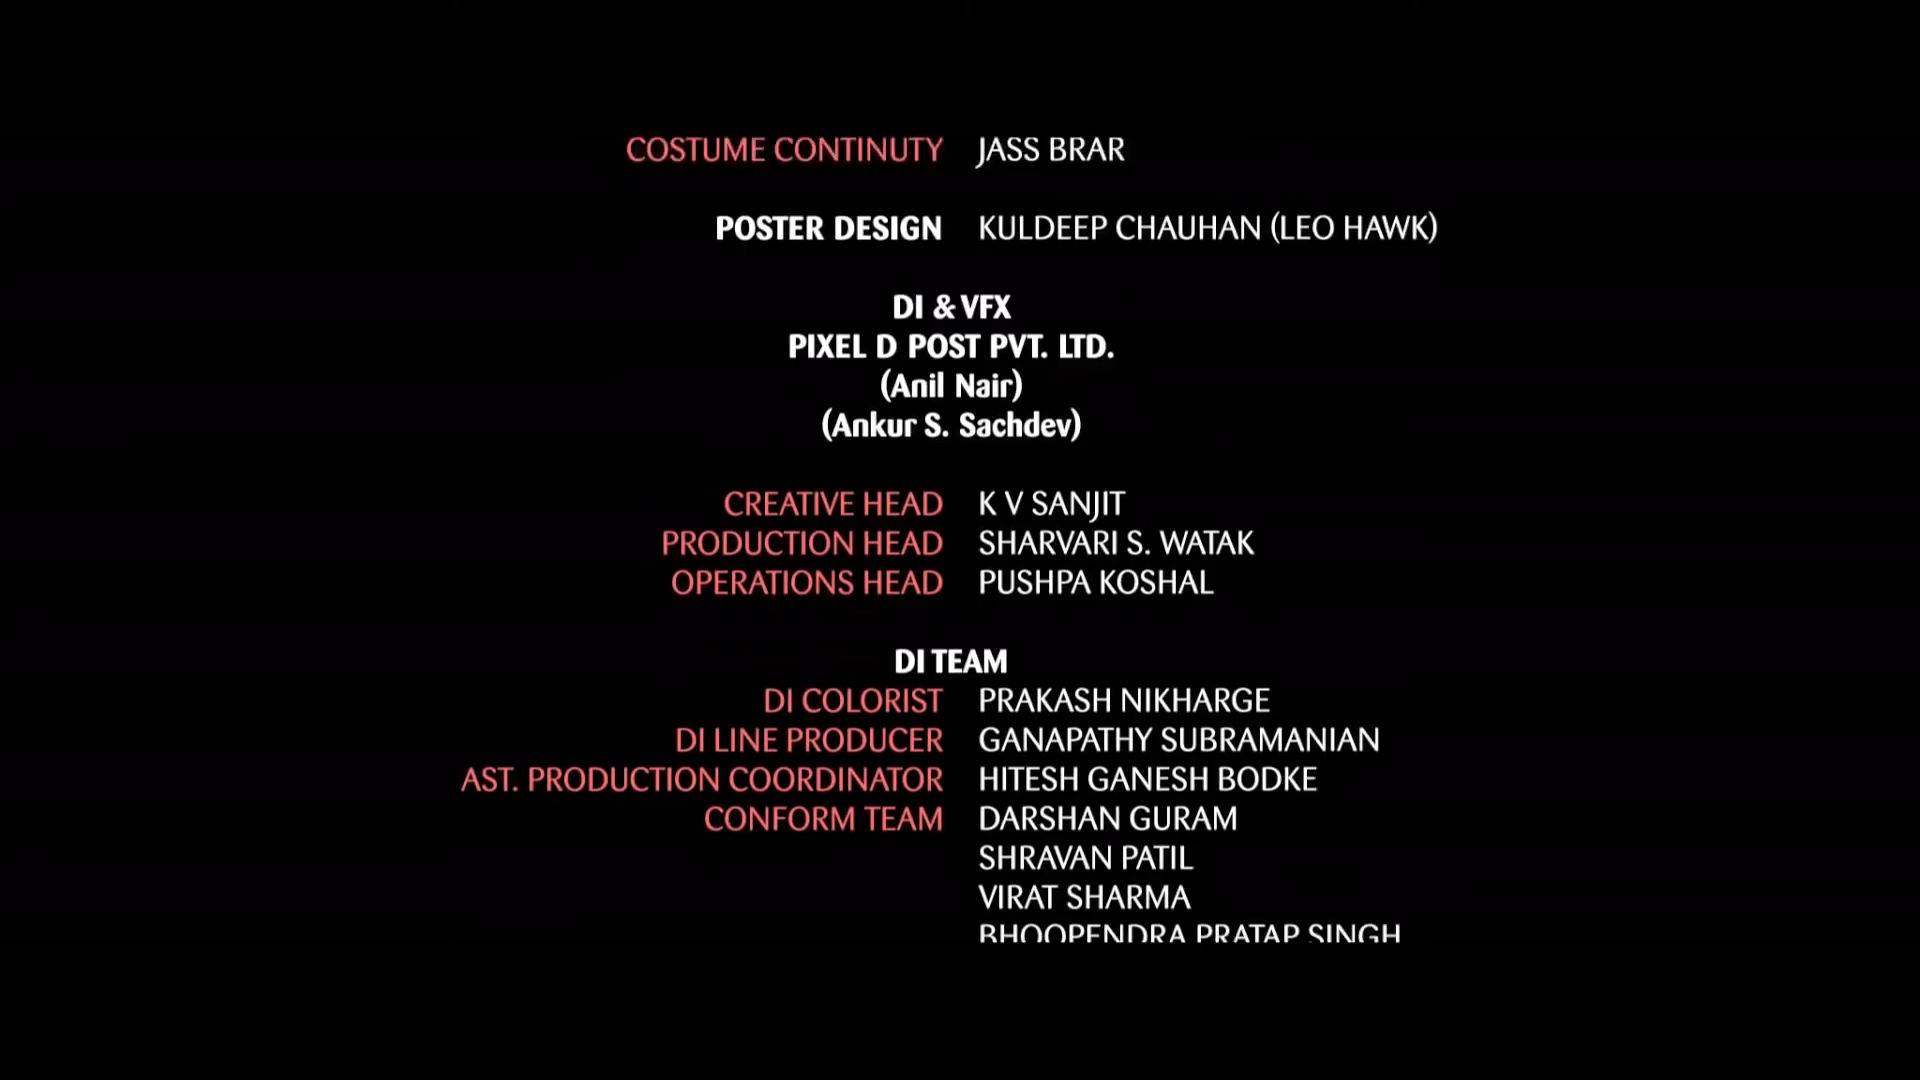 COSTUME CONTINUTY JASS BRAR
POSTER DESIGN KULDEEP CHAUHAN (LEO HAWK)
DI & VFX
PIXEL D POST PVT. LTD.
(Anil Nair)
(Ankur S. Sachdev)
CREATIVE HEAD K V SANJIT
PRODUCTION HEAD SHARVARI S. WATAK
OPERATIONS HEAD PUSHPA KOSHAL
DI TEAM
DI COLORIST PRAKASH NIKHARGE
DI LINE PRODUCER GANAPATHY SUBRAMANIAN
AST. PRODUCTION COORDINATOR HITESH GANESH BODKE
CONFORM TEAM DARSHAN GURAM
SHRAVAN PATIL
VIRAT SHARMA
BHOOPENDRA PRATAP SINGH